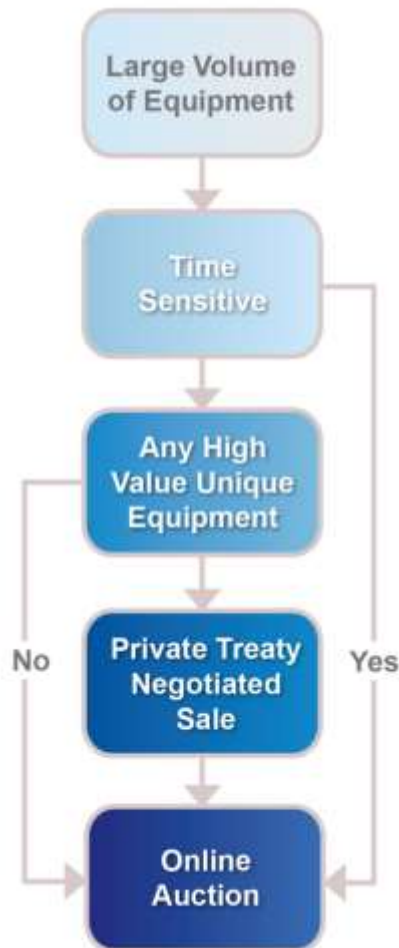 Large Volume
of Equipment
Time
Sensitive
Any High
Value Unique
Equipment
No
Private Treaty
Negotiated
Sale
Yes
Online
Auction